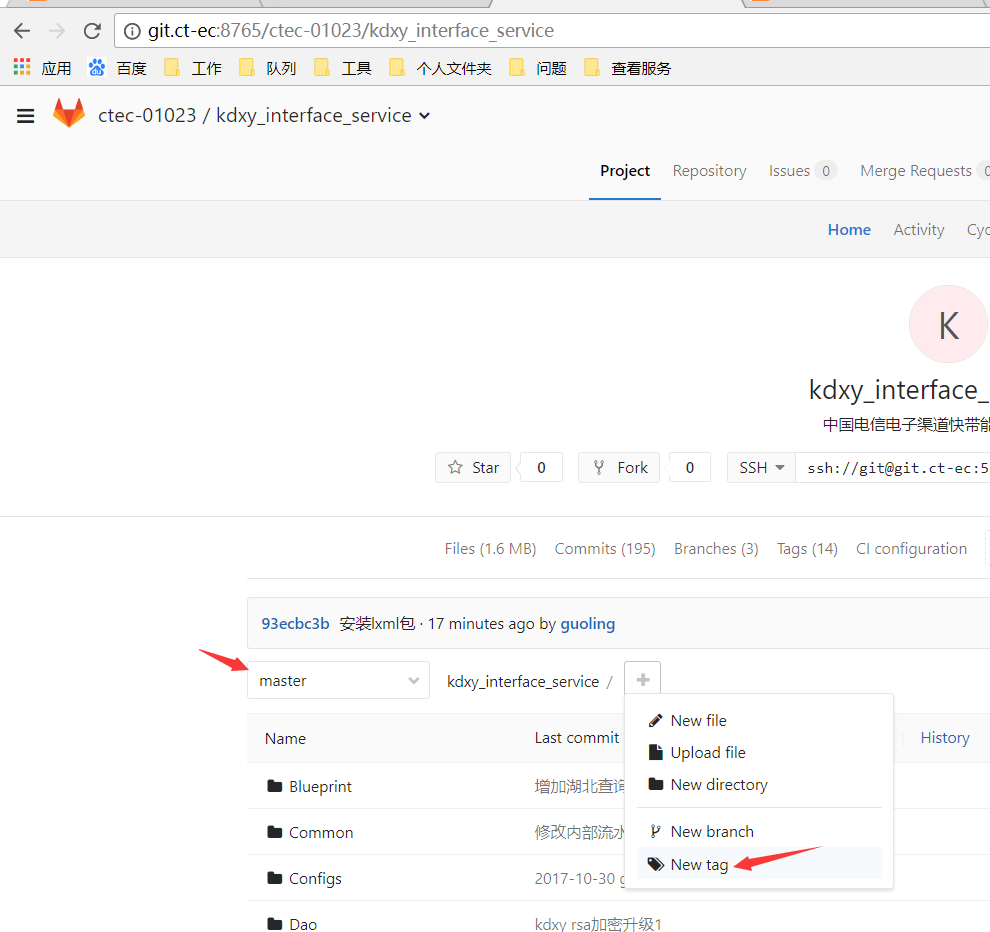 git.ct-ec:8765/ctec-01023/kdxy_interface_service
应用 百度 工作 队列 工具 个人文件夹 问题 查看服务
ctec-01023 / kdxy_interface_service
Project Repository Issues 0 Merge Requests 0
Home Activity Cyc
K
kdxy_interface_
中国电信电子渠道快带能
Star 0 Fork 0 SSH ssh://git@git.ct-ec:5
Files (1.6 MB) Commits (195) Branches (3) Tags (14) CI configuration
93ecbc3b 安装lxml包 · 17 minutes ago by guoling
master kdxy_interface_service / +
New file
Upload file
New directory
New branch
New tag
Name Last commit History
Blueprint 增加湖北查询
Common 修改内部流水
Configs 2017-10-30 g
Dao kdxy rsa加密升级1